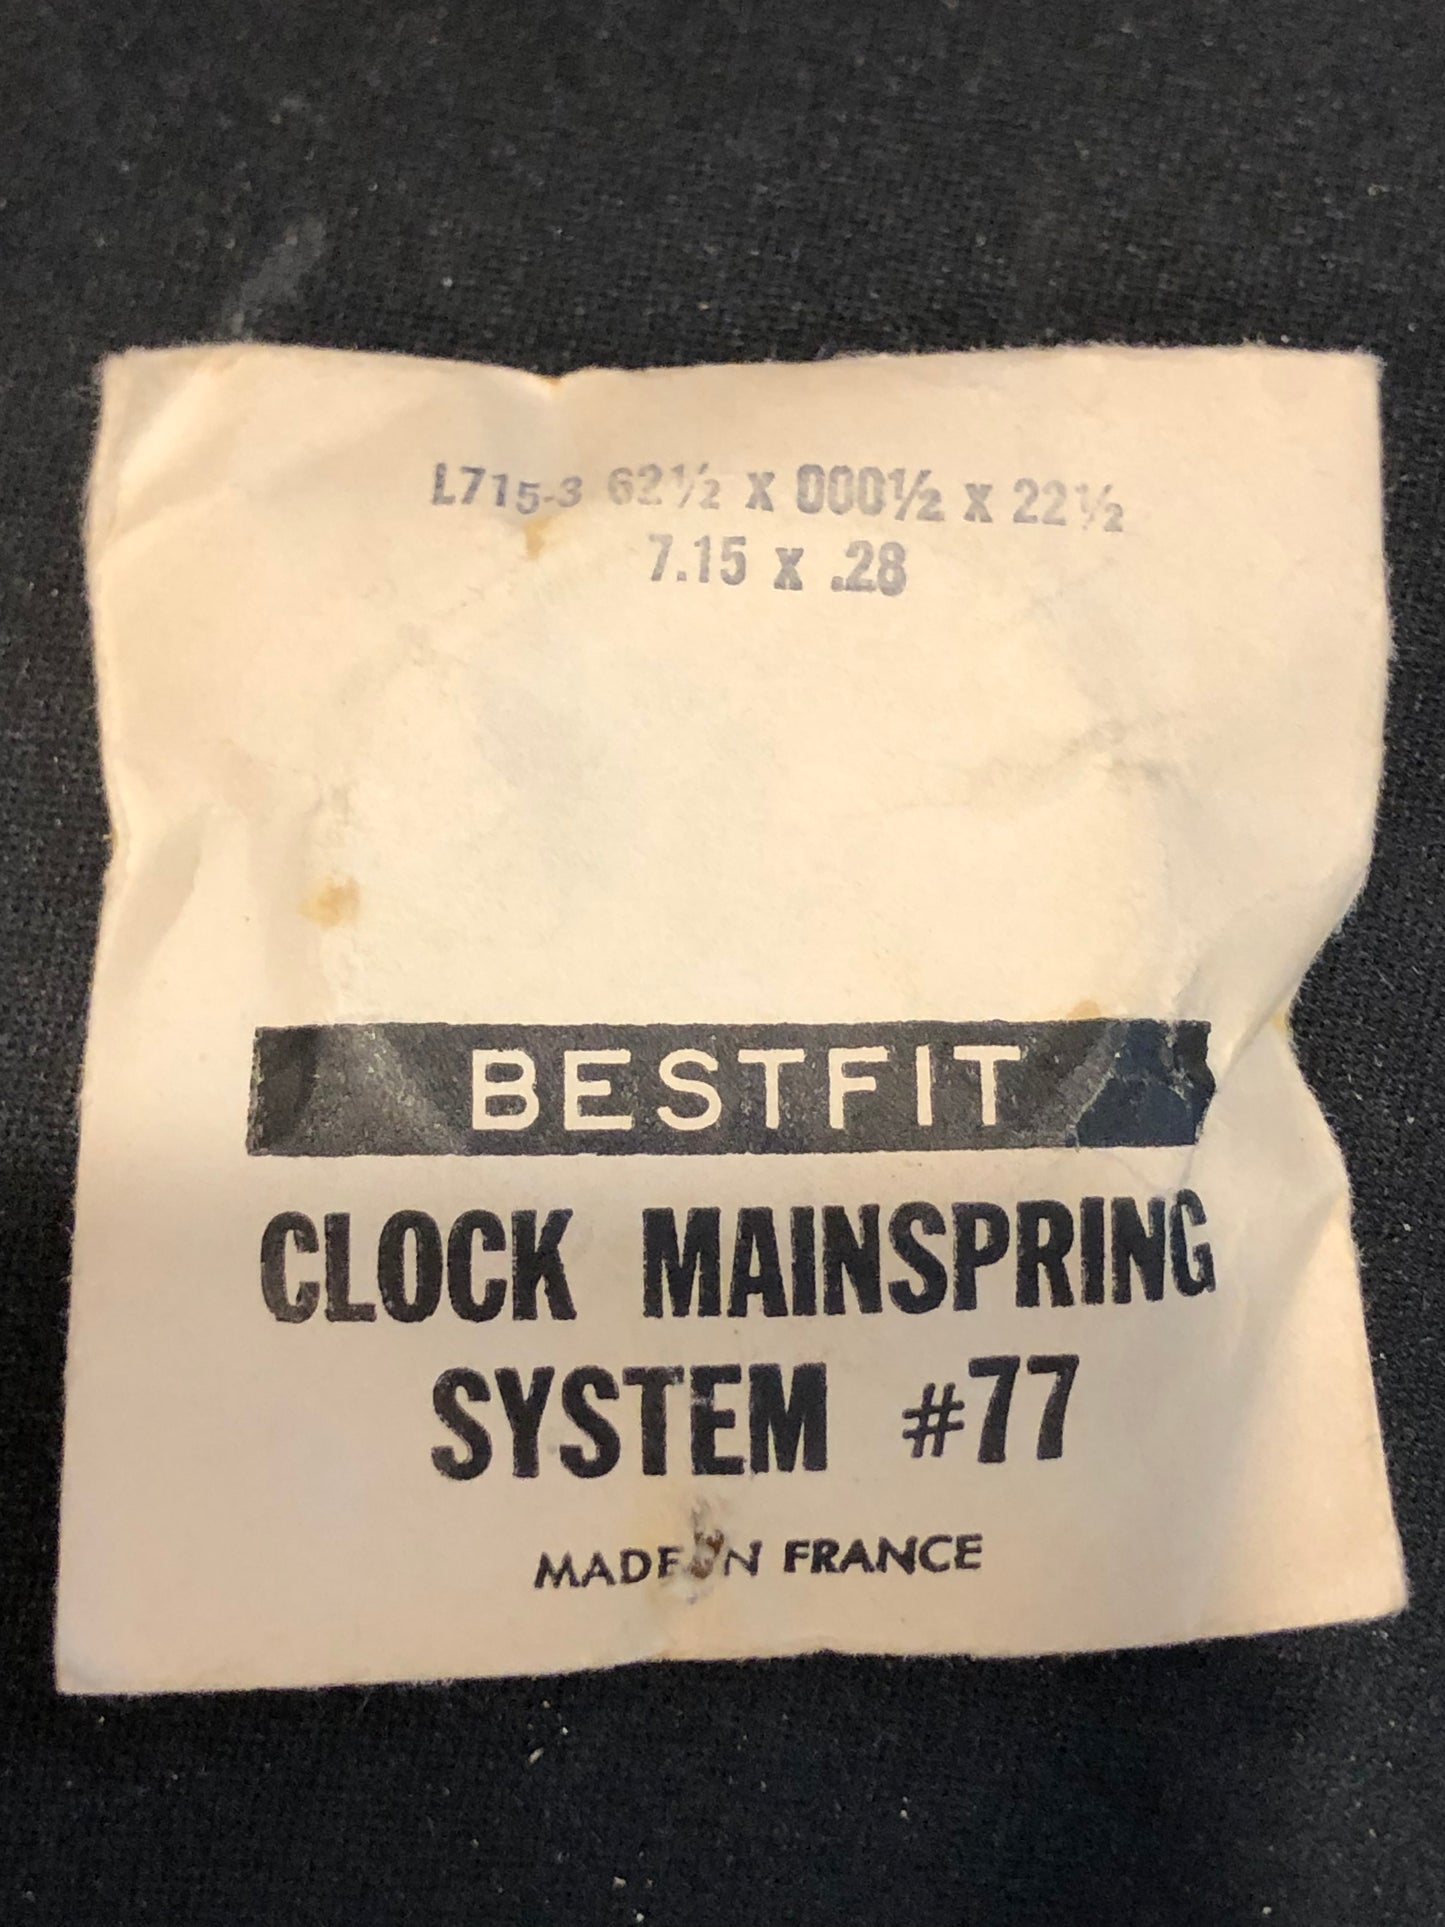 L715-3 62½ X 000½ X 22½
7.15 X .28
BESTFIT
CLOCK MAINSPRING
SYSTEM #77
MADE IN FRANCE